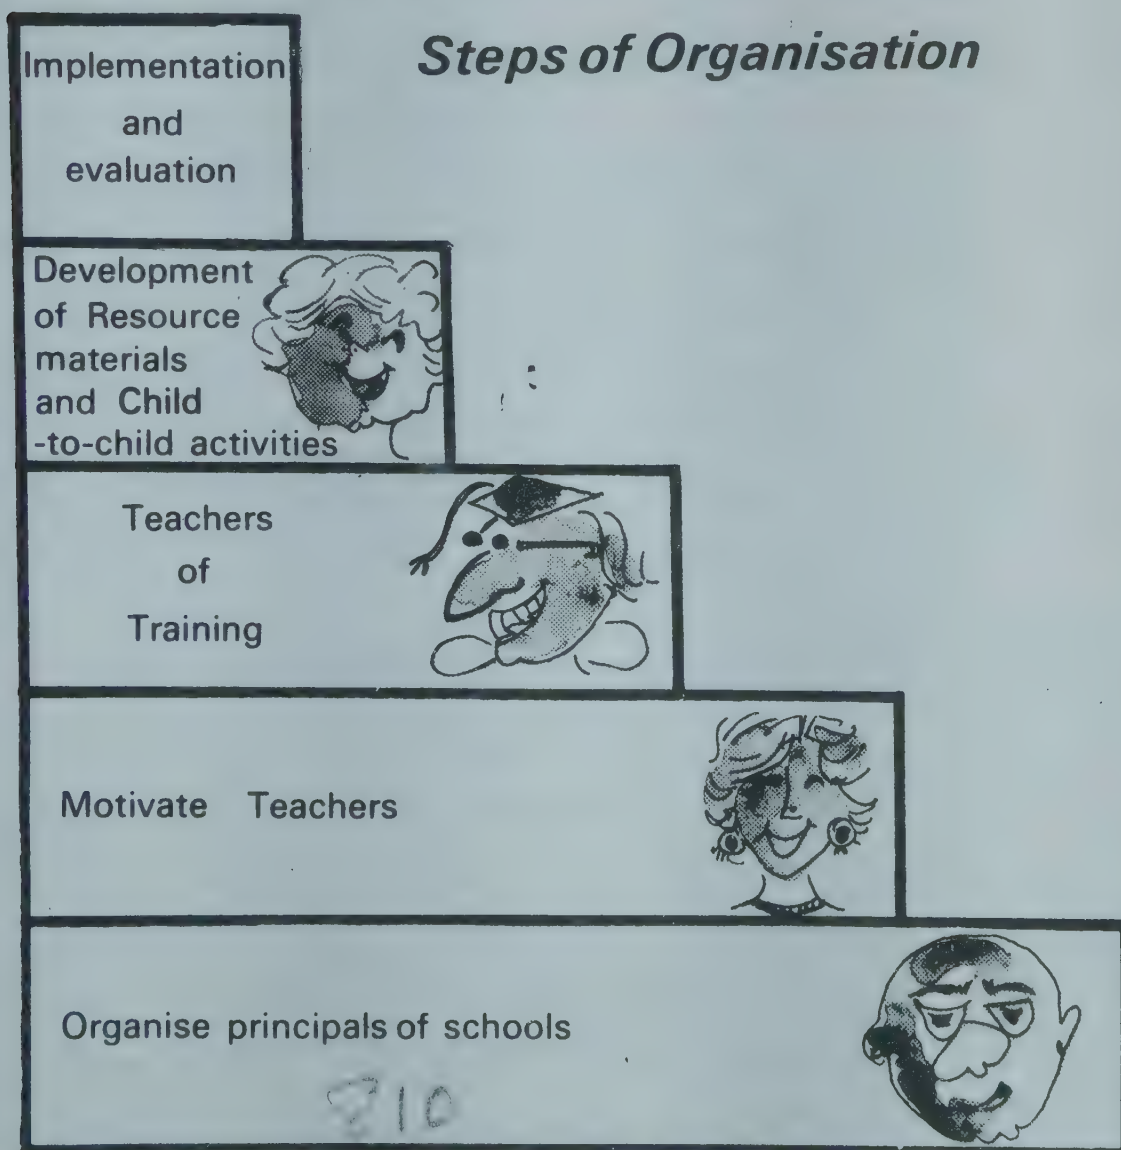 Steps of Organisation
Implementation
and
evaluation
Development
of Resource
materials
and Child
-to-child activities
Teachers
of
Training
Motivate Teachers
Organise principals of schools
810